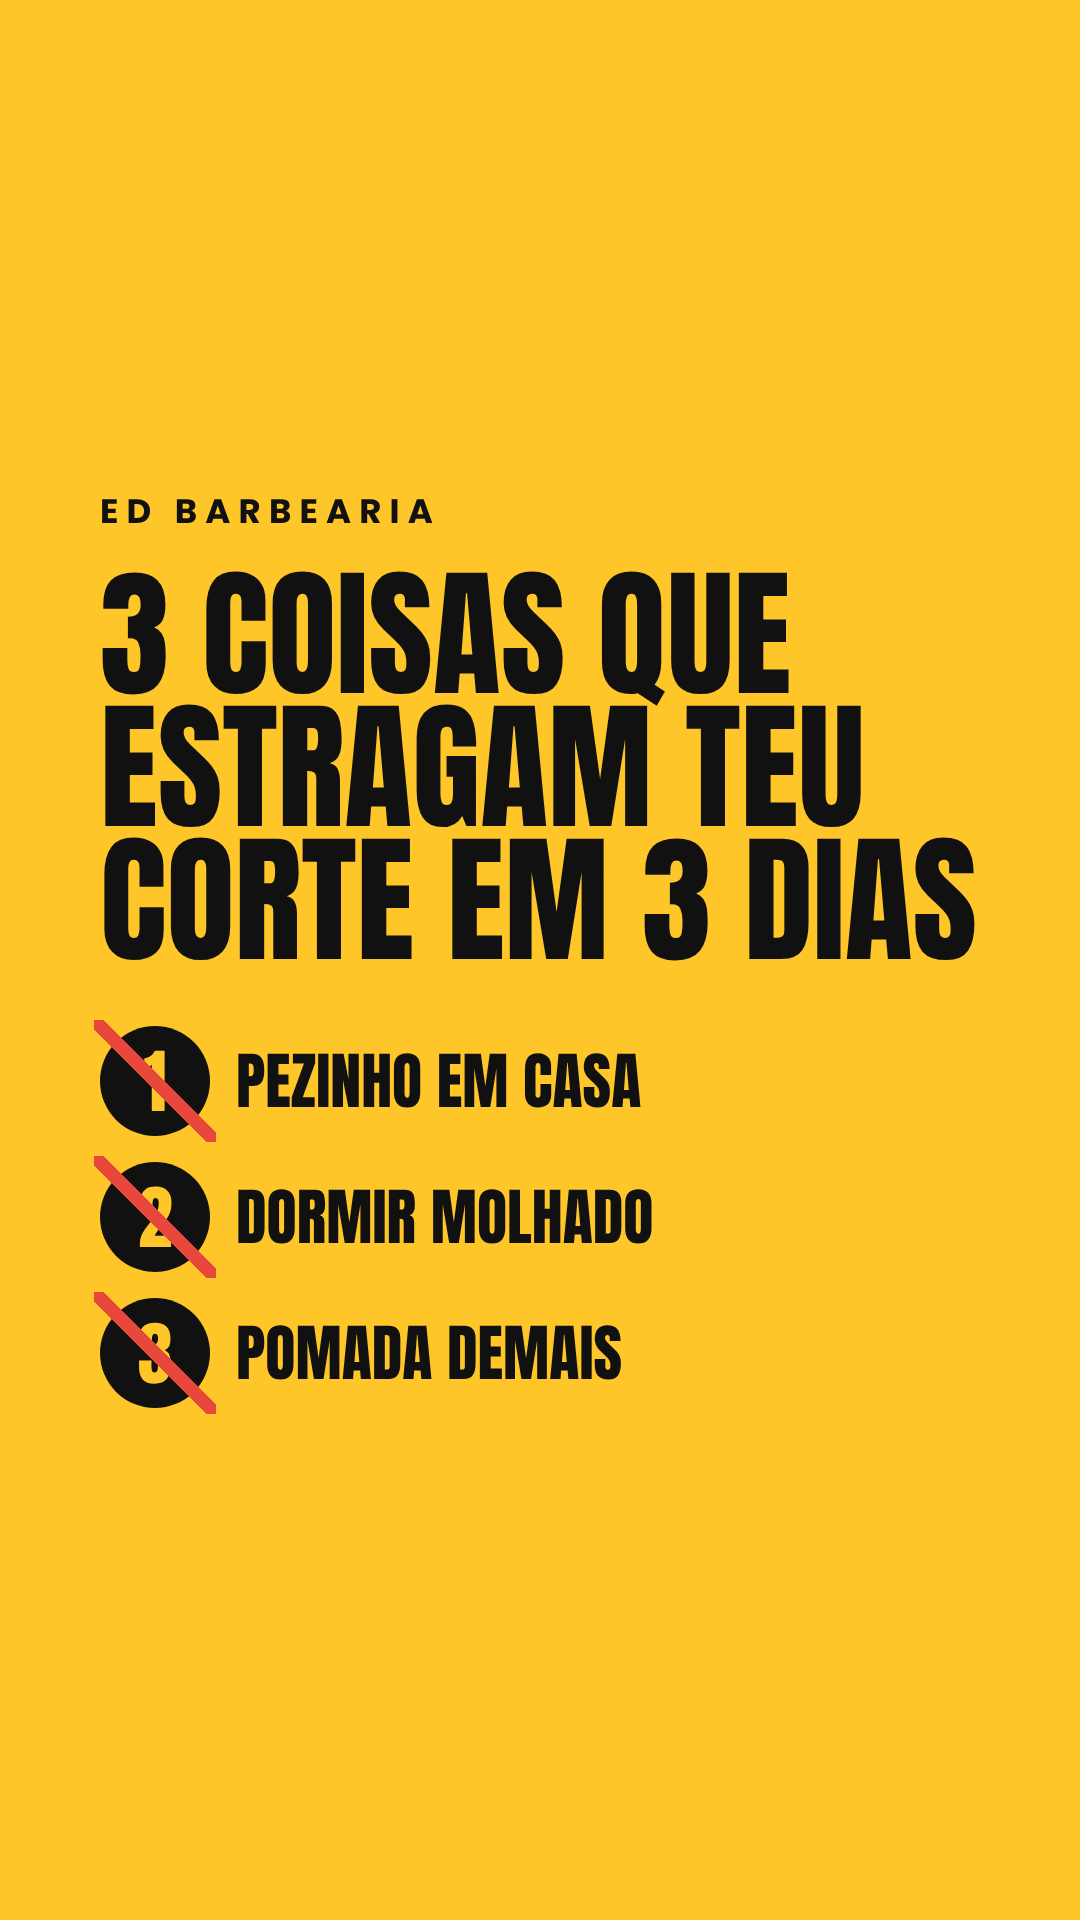 ED BARBEARIA
3 COISAS QUE
ESTRAGAM TEU
CORTE EM 3 DIAS
1 PEZINHO EM CASA
2 DORMIR MOLHADO
3 POMADA DEMAIS